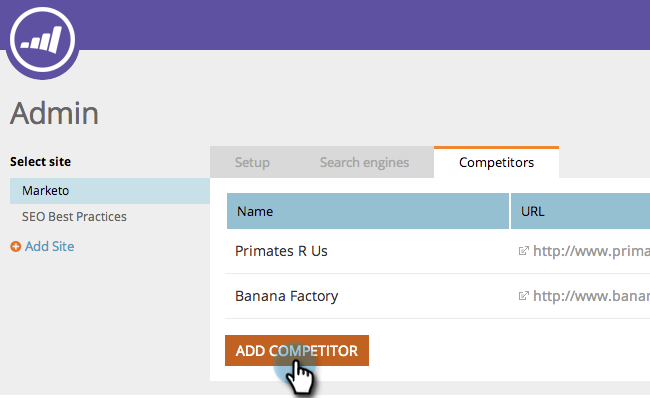 Admin
Select site
Marketo
SEO Best Practices
Add Site
Setup Search engines Competitors
Name URL
Primates R Us http://www.prima
Banana Factory http://www.banan
ADD COMPETITOR